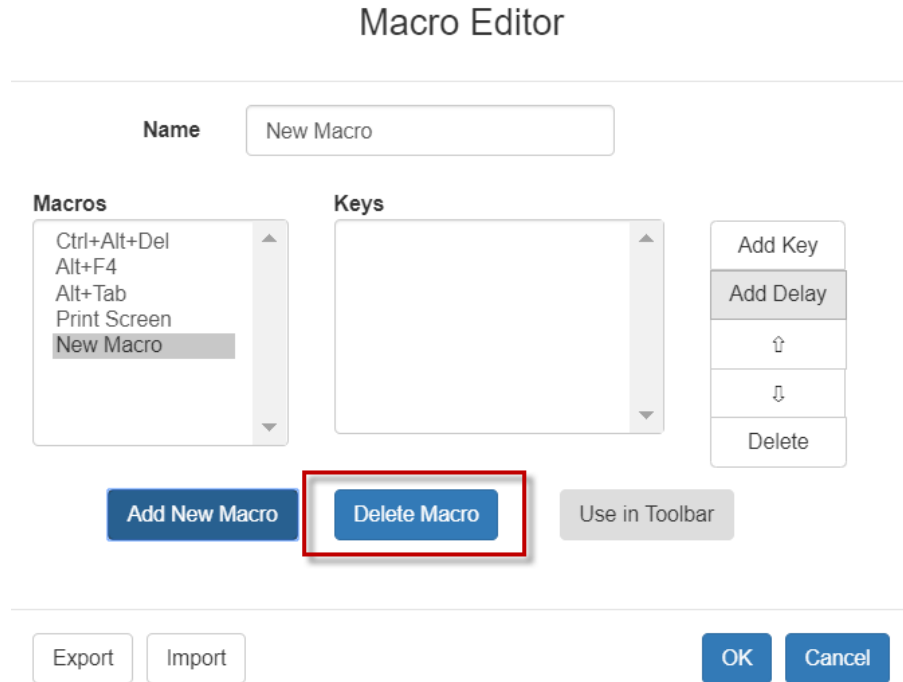 Macro Editor
Name New Macro
Macros Keys
Ctrl+Alt+Del
Alt+F4
Alt+Tab
Print Screen
New Macro
Add Key
Add Delay
⇧
⇩
Delete
Add New Macro Delete Macro Use in Toolbar
Export Import OK Cancel